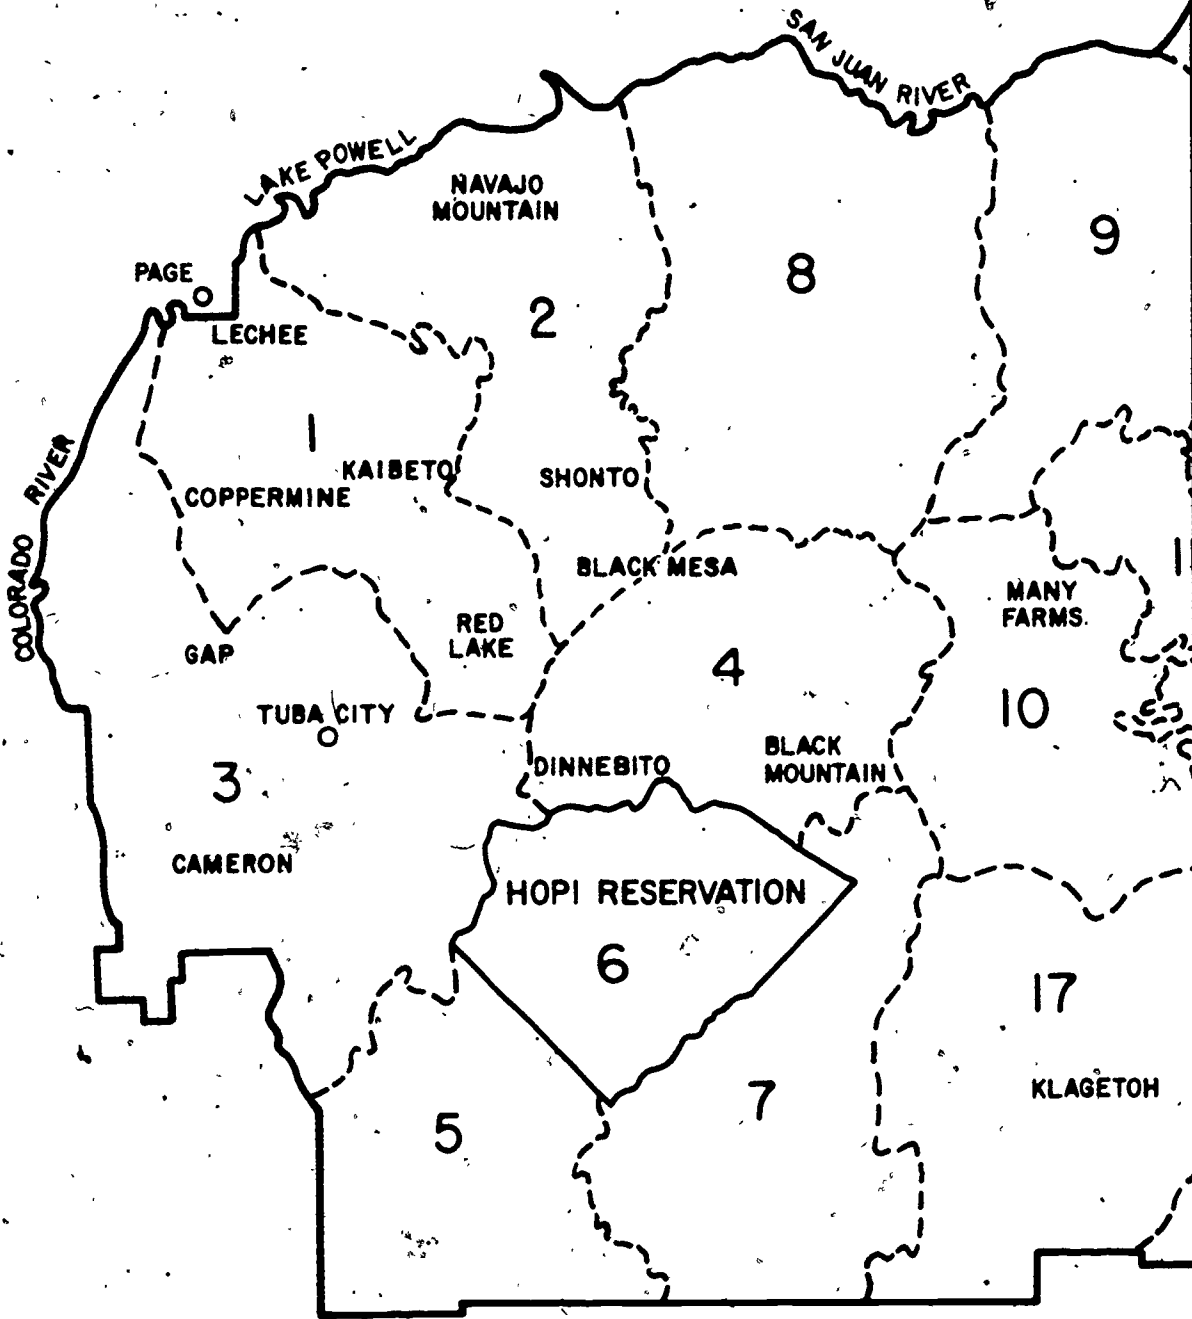 SAN JUAN RIVER
LAKE POWELL
NAVAJO
MOUNTAIN
9
8
PAGE
2
LECHEE
1
RIVER
KAIBETO
SHONTO
COPPERMINE
COLORADO
BLACK MESA
MANY
FARMS
RED
LAKE
GAP
4
TUBA CITY
10
DINNEBITO
BLACK
MOUNTAIN
3
CAMERON
HOPI RESERVATION
6
17
KLAGETOH
7
5